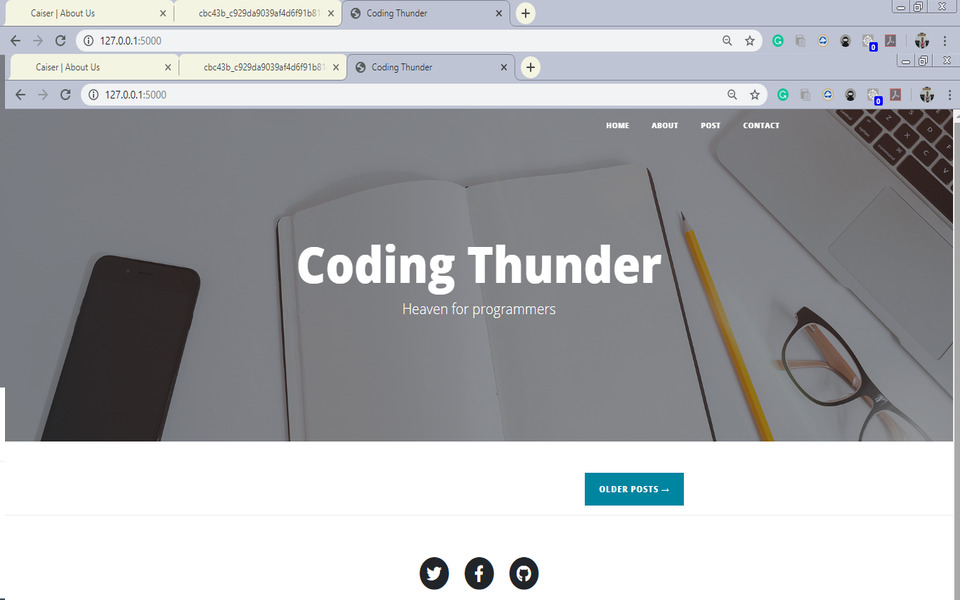 Caiser | About Us
cbc43b_c929da9039af4d6f91b81
Coding Thunder
127.0.0.1:5000
0
Caiser | About Us
cbc43b_c929da9039af4d6f91b81
Coding Thunder
127.0.0.1:5000
0
HOME ABOUT POST CONTACT
Coding Thunder
Heaven for programmers
OLDER POSTS →